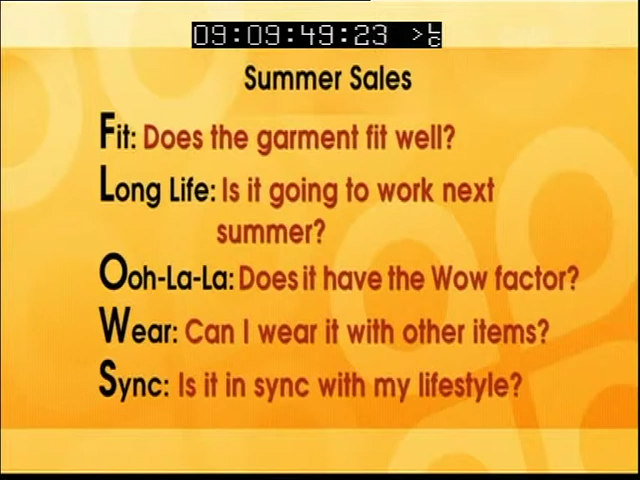 09:09:49:23
Summer Sales
Fit: Does the garment fit well?
Long Life: Is it going to work next
summer?
Ooh-La-La: Does it have the Wow factor?
Wear: Can I wear it with other items?
Sync: Is it in sync with my lifestyle?